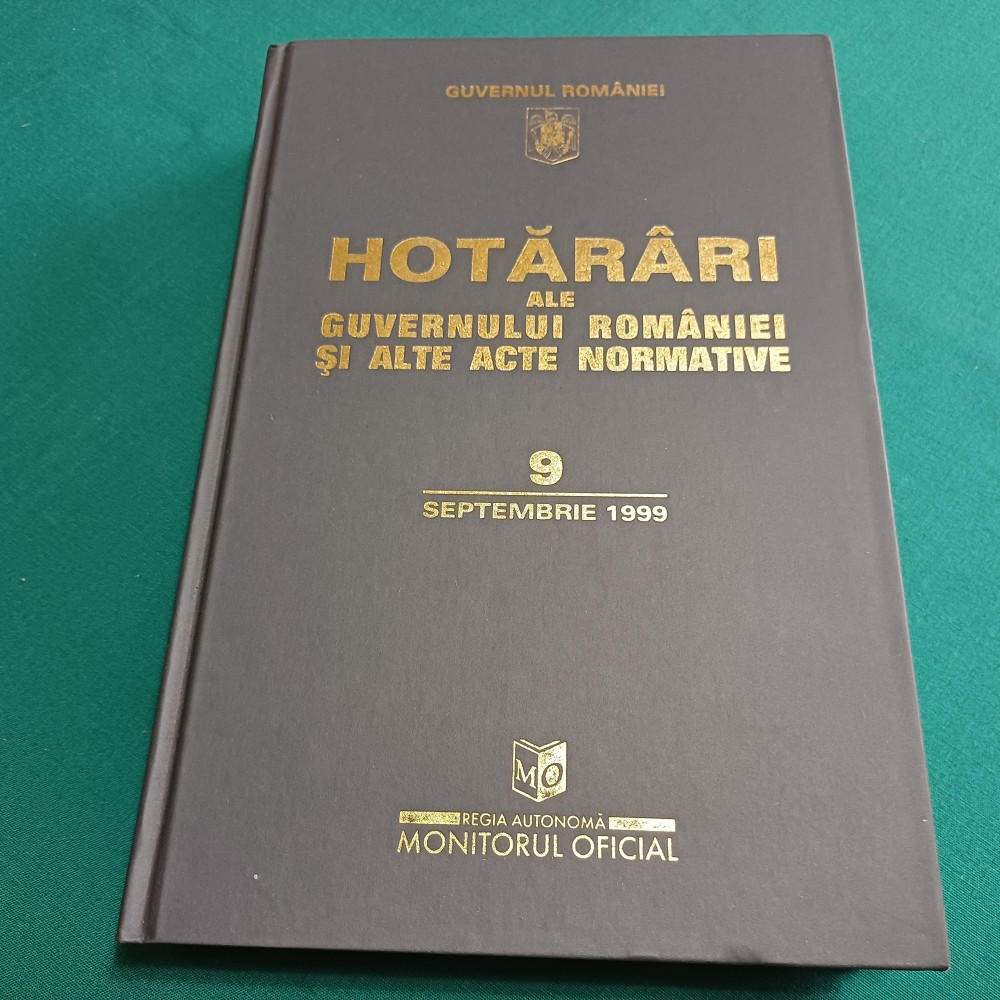 GUVERNUL ROMÂNIEI
HOTĂRÂRI
ALE
GUVERNULUI ROMÂNIEI
ŞI ALTE ACTE NORMATIVE
9
SEPTEMBRIE 1999
MO
REGIA AUTONOMĂ
MONITORUL OFICIAL